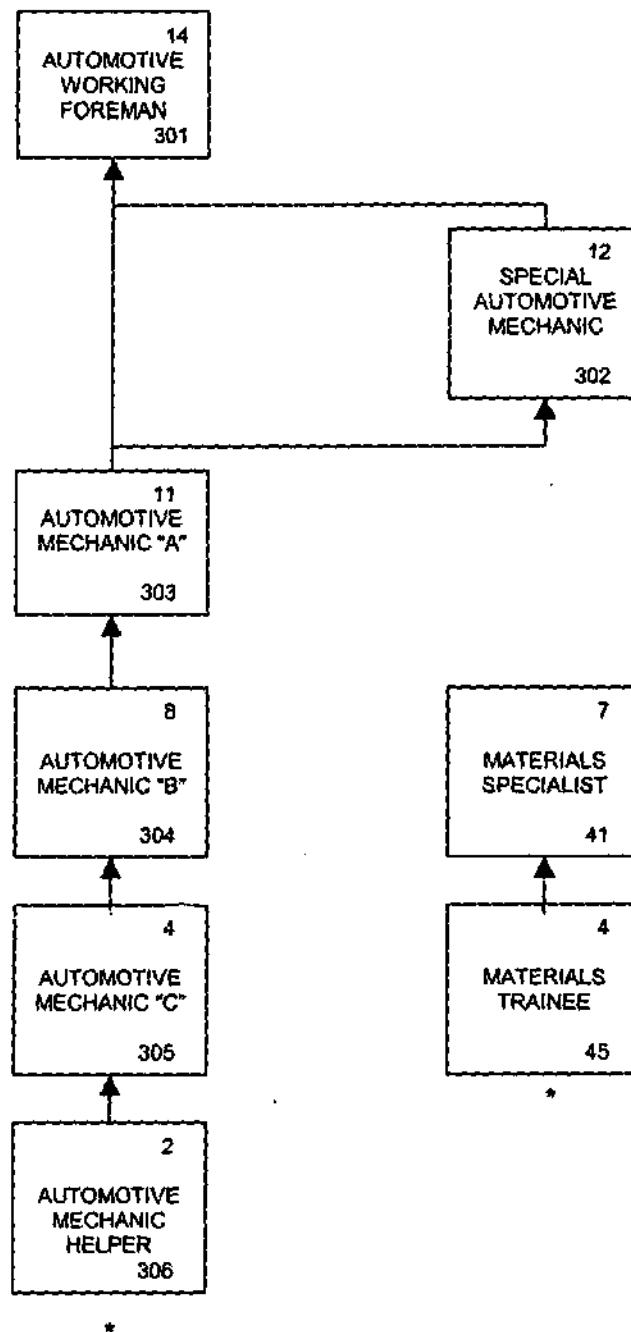 14
AUTOMOTIVE
WORKING
FOREMAN
301
12
SPECIAL
AUTOMOTIVE
MECHANIC
302
11
AUTOMOTIVE
MECHANIC "A"
303
8
AUTOMOTIVE
MECHANIC "B"
304
7
MATERIALS
SPECIALIST
41
4
AUTOMOTIVE
MECHANIC "C"
305
4
MATERIALS
TRAINEE
45
*
2
AUTOMOTIVE
MECHANIC
HELPER
306
*